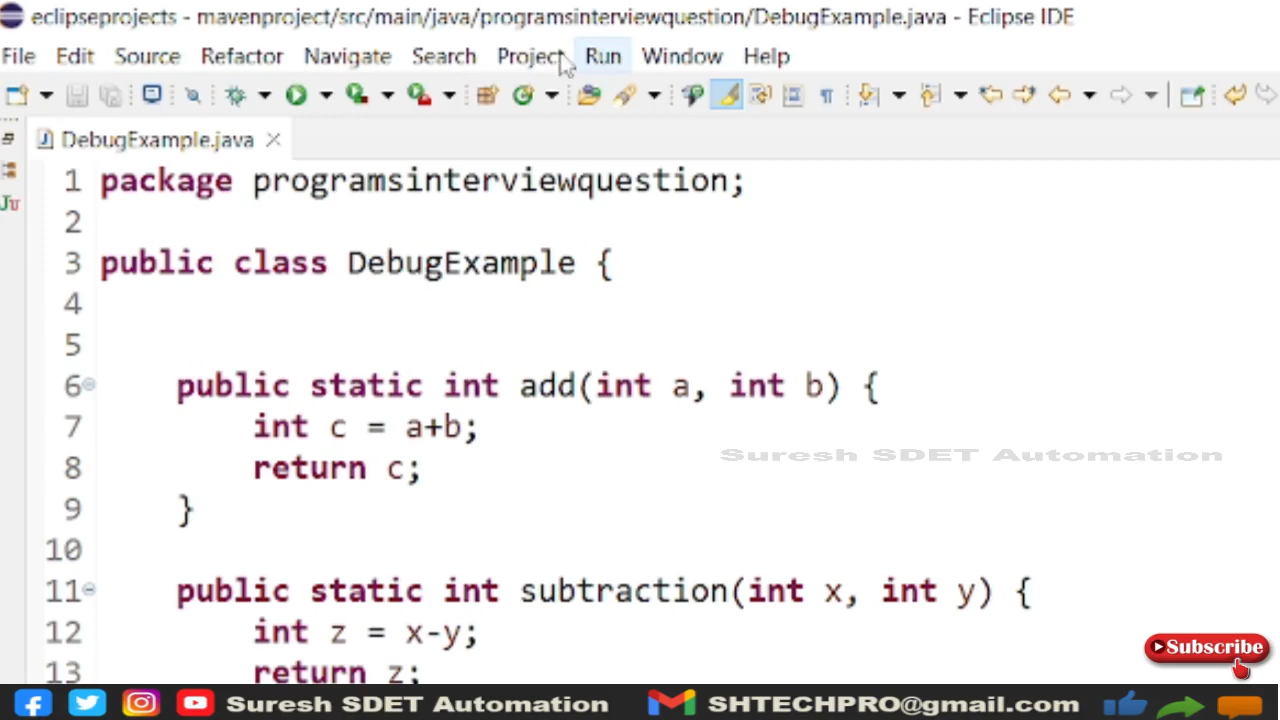 eclipseprojects - mavenproject/src/main/java/programsinterviewquestion/DebugExample.java - Eclipse IDE
File Edit Source Refactor Navigate Search Project Run Window Help
DebugExample.java
1 package programsinterviewquestion;
2
3 public class DebugExample {
4
5
6 public static int add(int a, int b) {
7 int c = a+b;
Suresh SDET Automation
8 return c;
9 }
10
11 public static int subtraction(int x, int y) {
12 int z = x-y;
Subscribe
13 return z;
Suresh SDET Automation SHTECHPRO@gmail.com